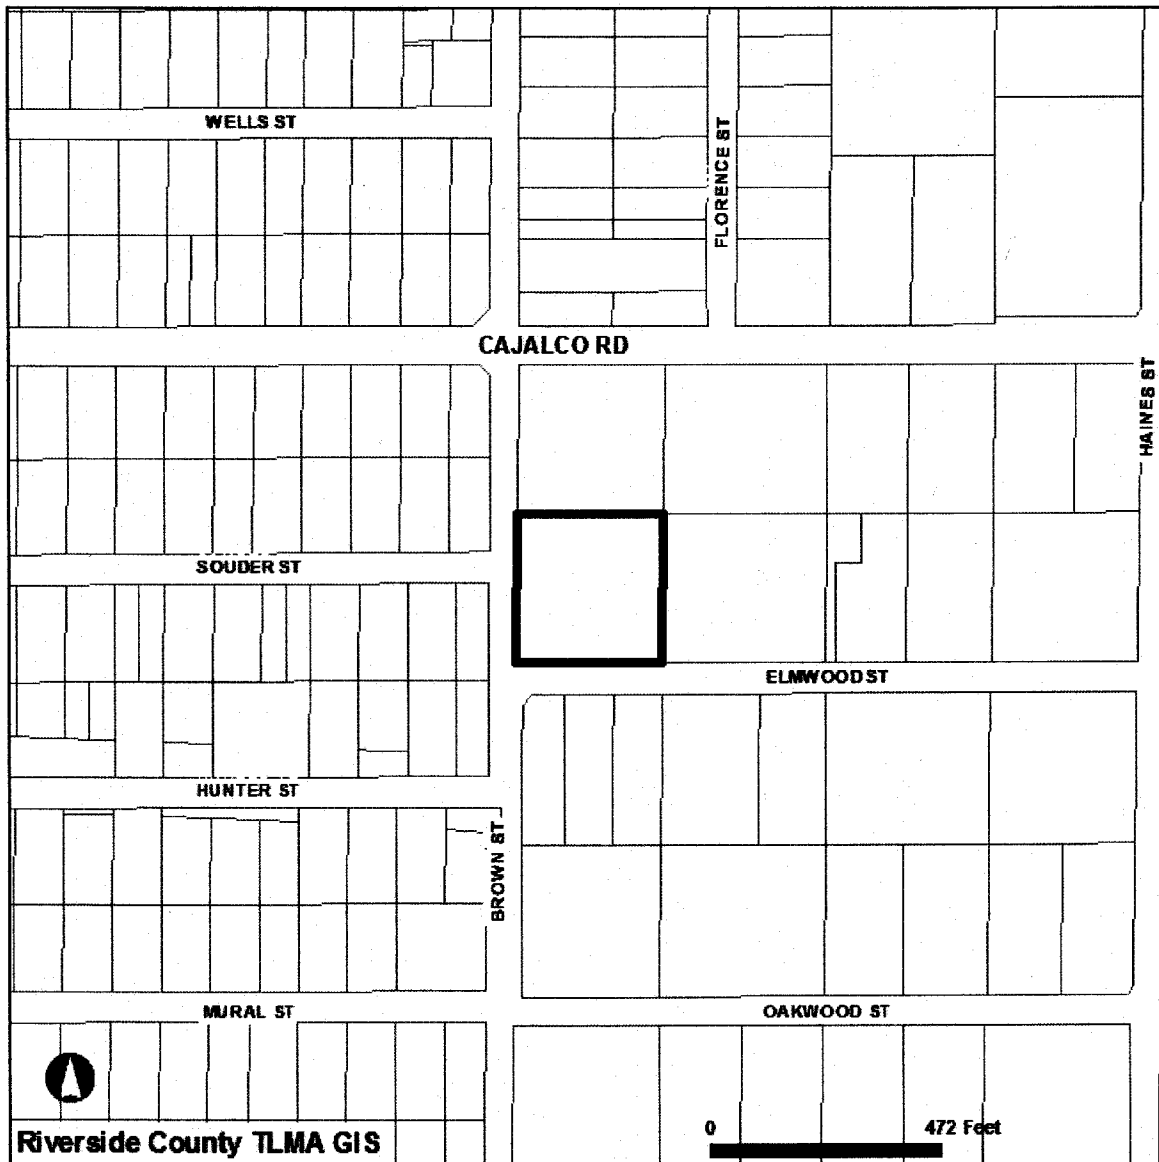 WELLS ST
FLORENCE ST
CAJALCO RD
HAINES ST
SOUDER ST
ELMWOOD ST
HUNTER ST
BROWN ST
MURAL ST
OAKWOOD ST
0 472 Feet
Riverside County TLMA GIS